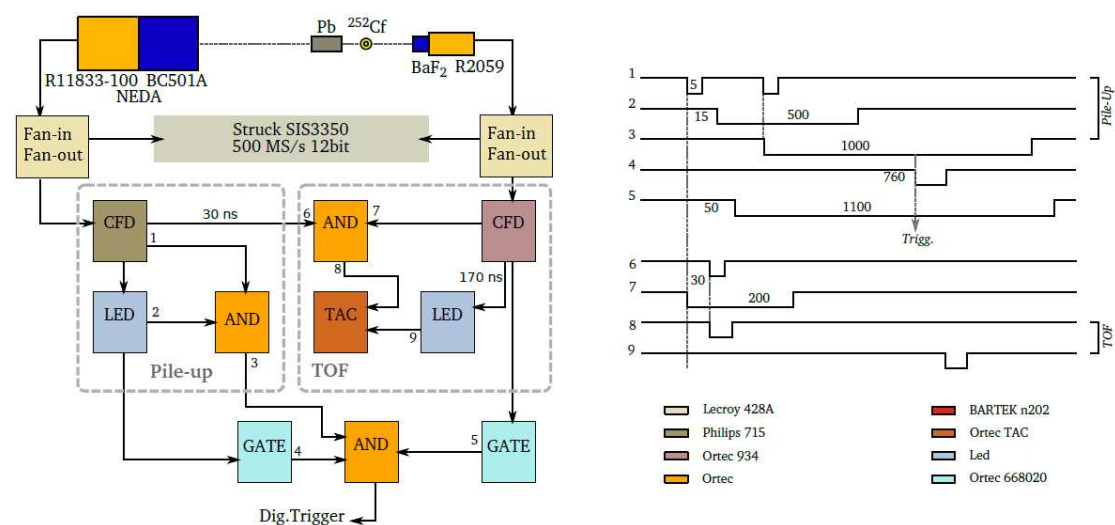 Pb
252Cf
R11833-100 BC501A
NEDA
BaF2
R2059
Fan-in
Fan-out
Struck SIS3350
500 MS/s 12bit
Fan-in
Fan-out
CFD
30 ns
6
AND
7
CFD
1
8
170 ns
LED
2
AND
TAC
9
LED
3
Pile-up
TOF
GATE
4
AND
5
GATE
Dig.Trigger
1
5
2
15
500
3
1000
4
760
5
50
1100
Trigg.
Pile-Up
6
30
7
200
8
9
TOF
Lecroy 428A
Philips 715
Ortec 934
Ortec
BARTEK n202
Ortec TAC
Led
Ortec 668020